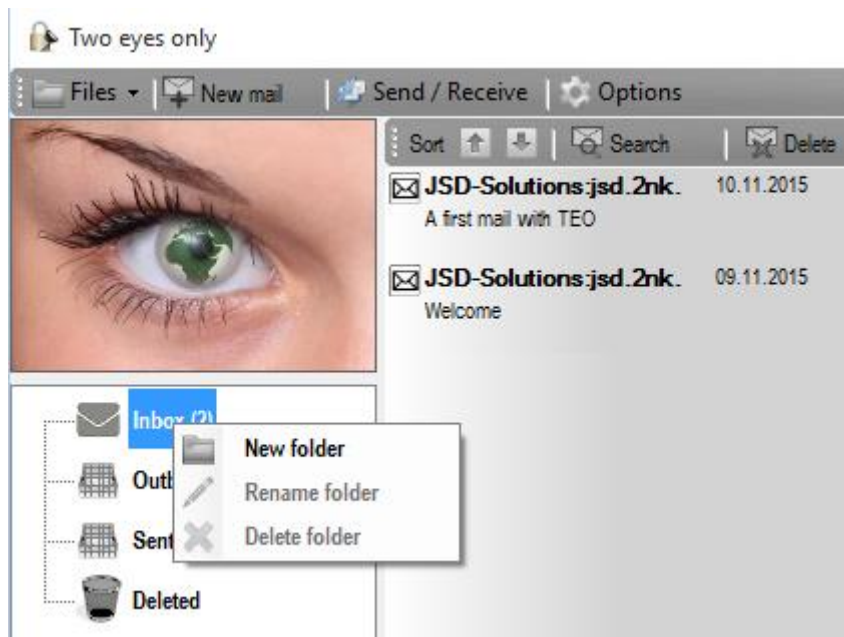 Two eyes only
Files New mail Send / Receive Options
Sort Search Delete
JSD-Solutions:jsd.2nk. 10.11.2015
A first mail with TEO
JSD-Solutions:jsd.2nk. 09.11.2015
Welcome
Inbox (2)
New folder
Rename folder
Sent
Delete folder
Deleted